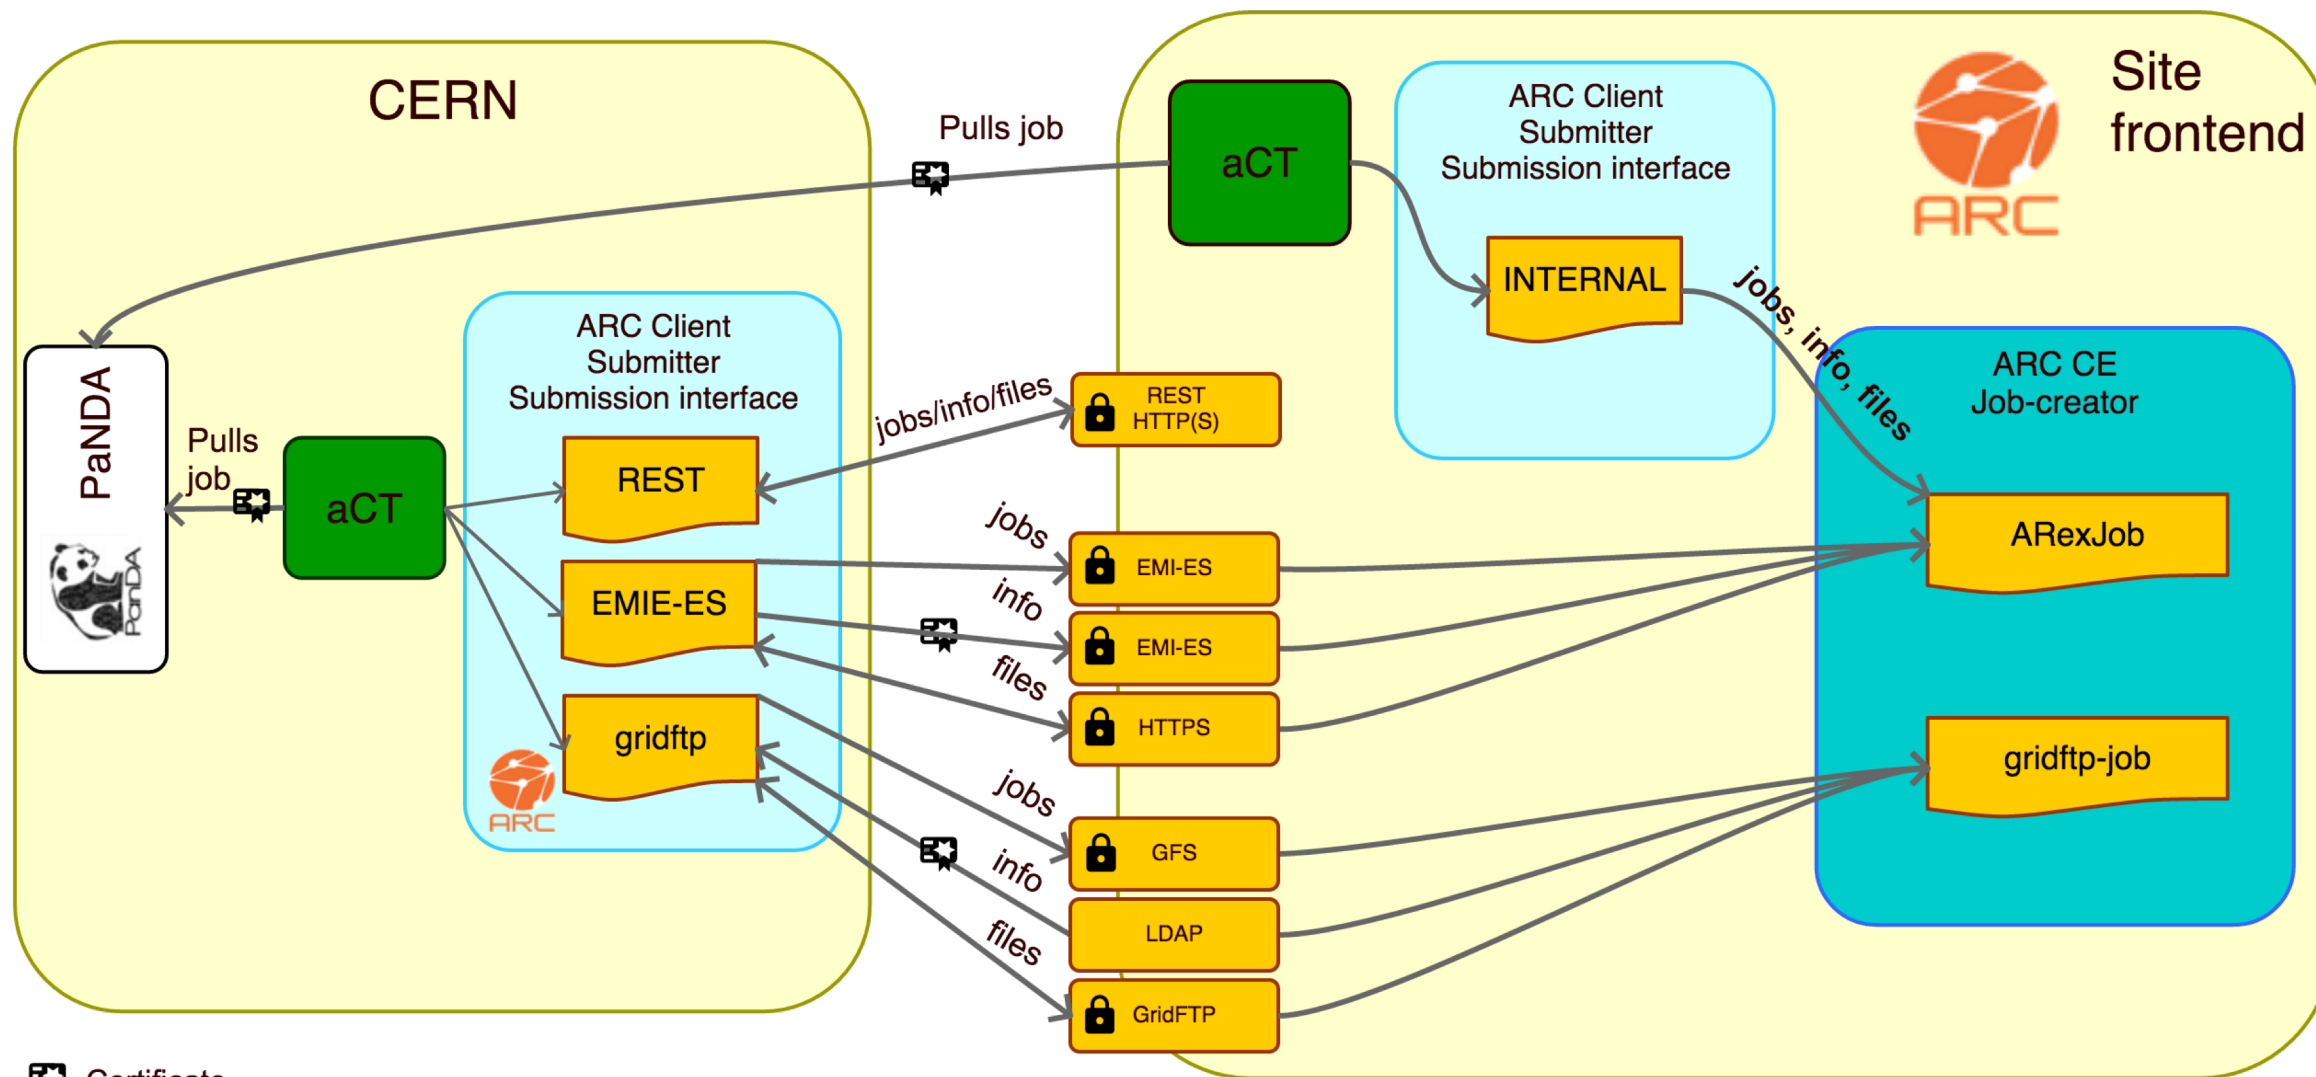 CERN
Pulls job
aCT
ARC Client
Submitter
Submission interface
INTERNAL
jobs, info, files
ARC
Site
frontend
PaNDA
PanDA
Pulls
job
aCT
ARC Client
Submitter
Submission interface
REST
EMIE-ES
gridftp
ARC
jobs/info/files
jobs
info
files
jobs
info
files
REST
HTTP(S)
EMI-ES
EMI-ES
HTTPS
GFS
LDAP
GridFTP
ARC CE
Job-creator
ARexJob
gridftp-job
Certificate